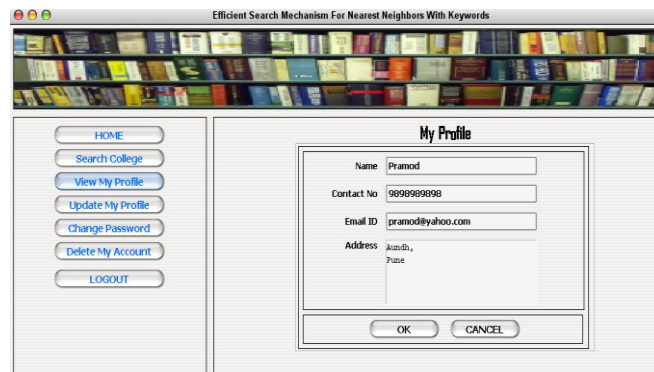 Efficient Search Mechanism For Nearest Neighbors With Keywords
HOME
Search College
View My Profile
Update My Profile
Change Password
Delete My Account
LOGOUT
My Profile
Name Pramod
Contact No 9898989898
Email ID pramod@yahoo.com
Address Aundh,
Pune
OK CANCEL